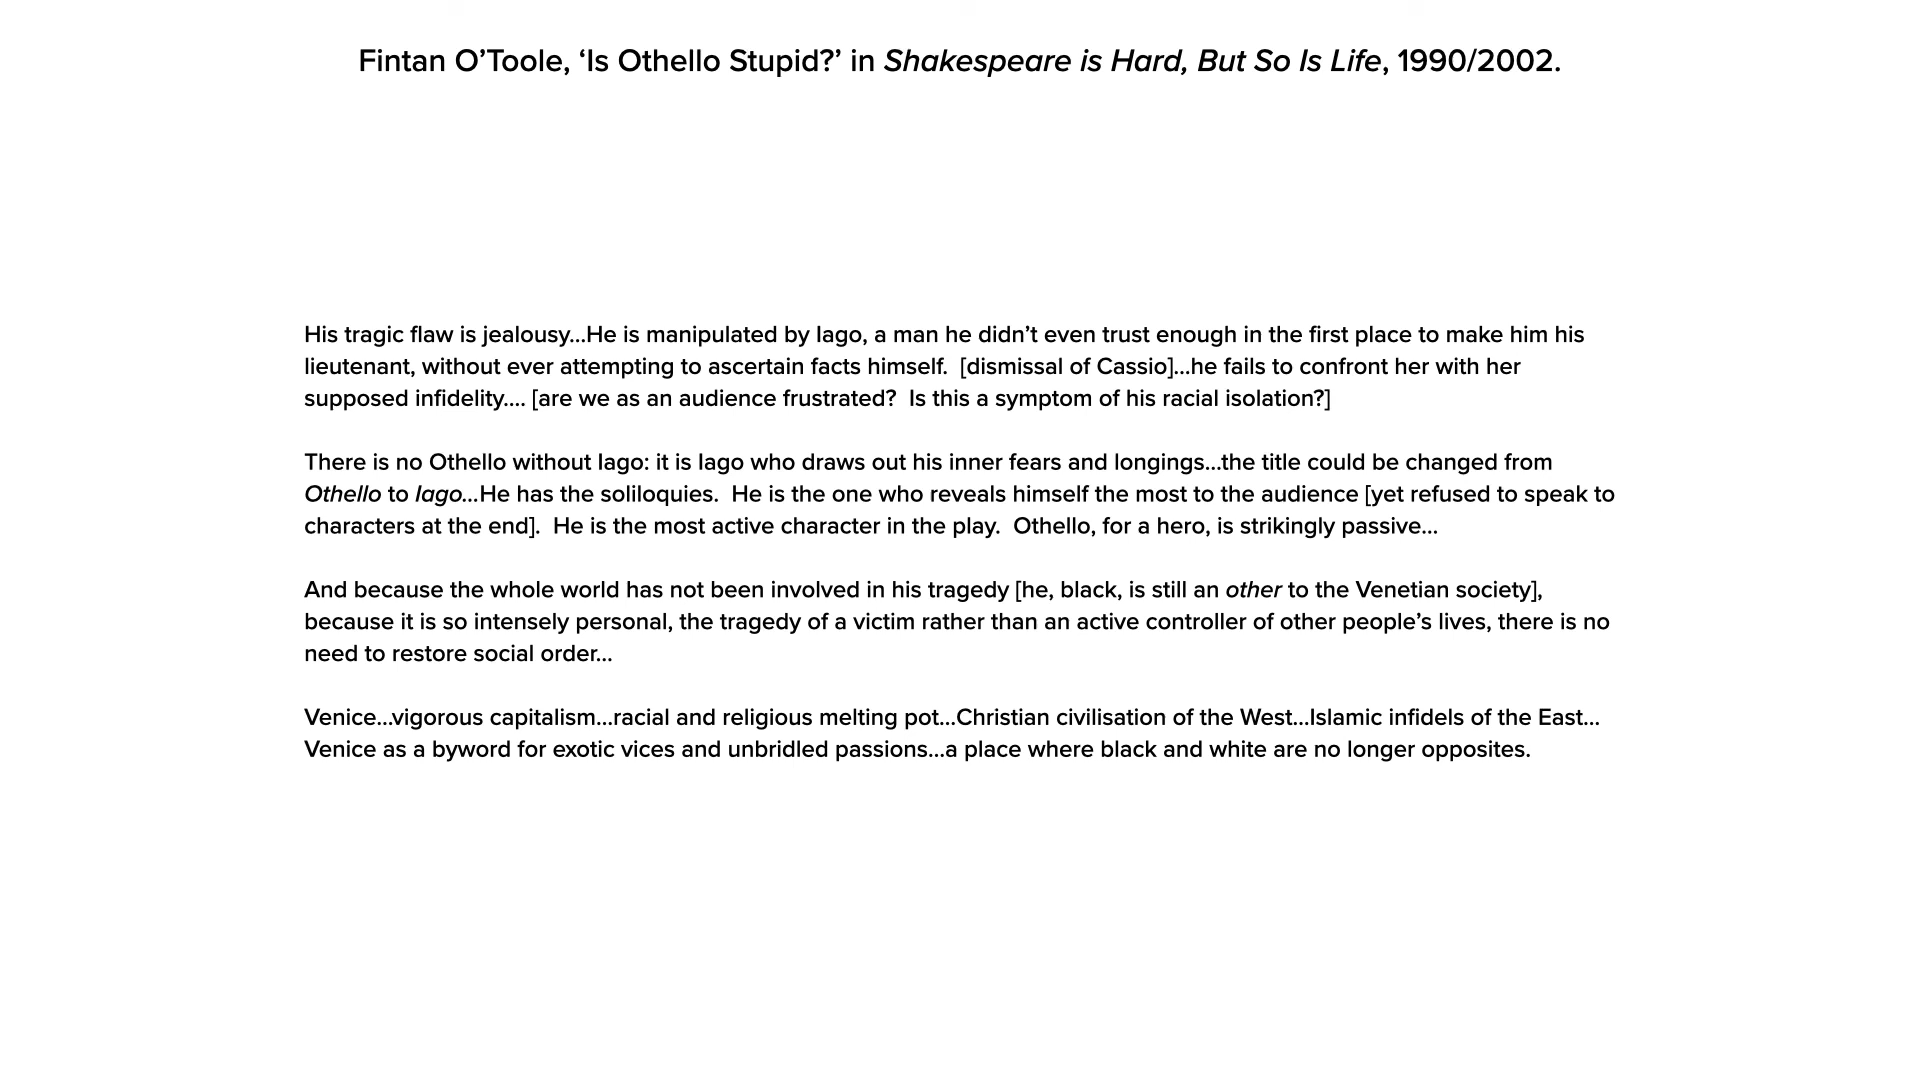 Fintan O’Toole, ‘Is Othello Stupid?’ in Shakespeare is Hard, But So Is Life, 1990/2002.
His tragic flaw is jealousy...He is manipulated by Iago, a man he didn’t even trust enough in the first place to make him his
lieutenant, without ever attempting to ascertain facts himself.  [dismissal of Cassio]...he fails to confront her with her
supposed infidelity.... [are we as an audience frustrated?  Is this a symptom of his racial isolation?]
There is no Othello without Iago: it is Iago who draws out his inner fears and longings...the title could be changed from
Othello to Iago...He has the soliloquies.  He is the one who reveals himself the most to the audience [yet refused to speak to
characters at the end].  He is the most active character in the play.  Othello, for a hero, is strikingly passive...
And because the whole world has not been involved in his tragedy [he, black, is still an other to the Venetian society],
because it is so intensely personal, the tragedy of a victim rather than an active controller of other people’s lives, there is no
need to restore social order...
Venice...vigorous capitalism...racial and religious melting pot...Christian civilisation of the West...Islamic infidels of the East...
Venice as a byword for exotic vices and unbridled passions...a place where black and white are no longer opposites.